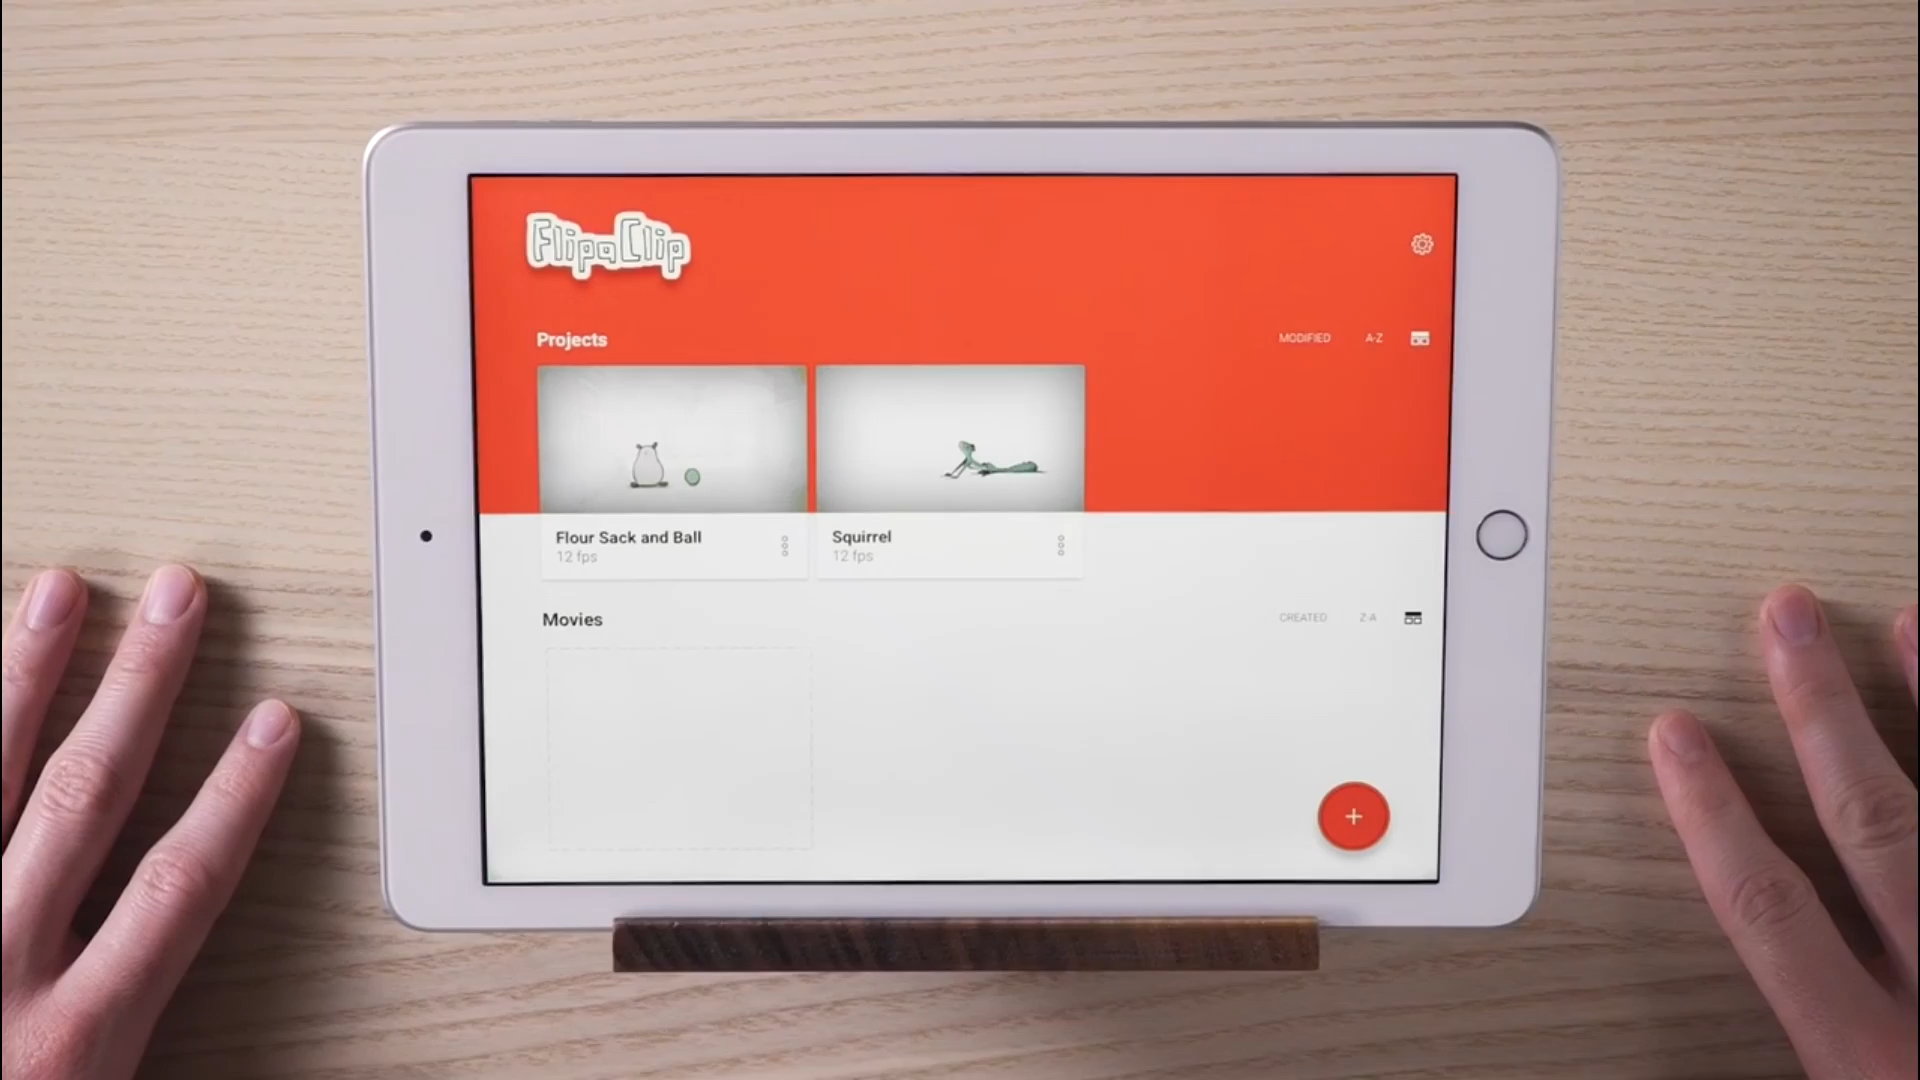 FlipaClip
Projects
MODIFIED A-Z
Flour Sack and Ball
12 fps
Squirrel
12 fps
Movies
CREATED Z-A